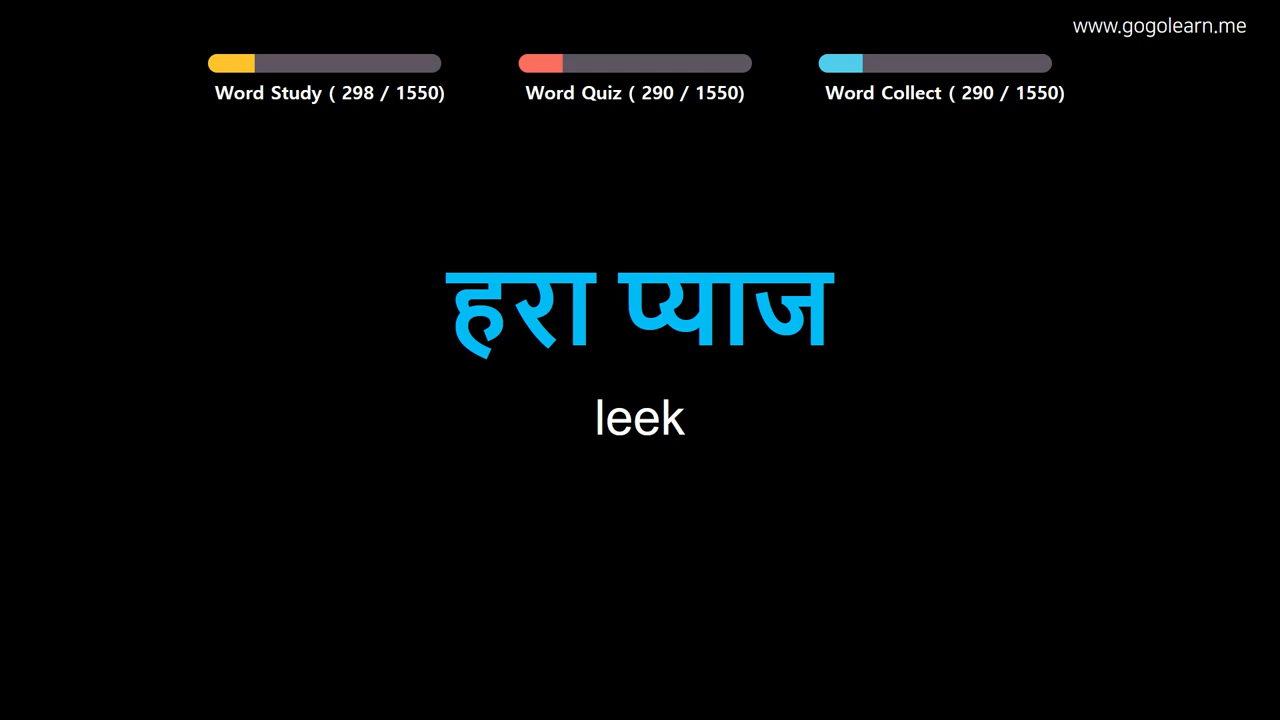 www.gogolearn.me
Word Study ( 298 / 1550)
Word Quiz ( 290 / 1550)
Word Collect ( 290 / 1550)
हरा प्याज
leek